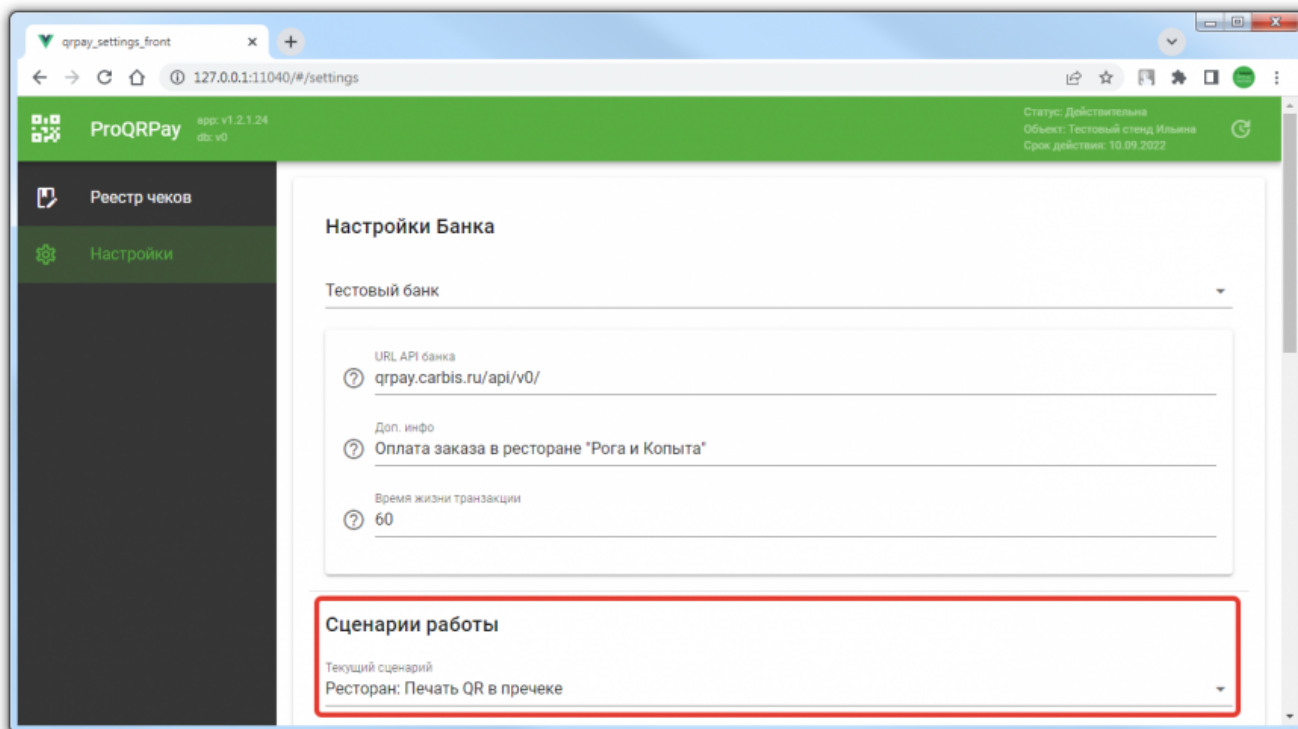 qrpay_settings_front
127.0.0.1:11040/#/settings
ProQRPay
app: v1.2.1.24
db: v0
Статус: Действительна
Объект: Тестовый стенд Ильина
Срок действия: 10.09.2022
Реестр чеков
Настройки
Настройки Банка
Тестовый банк
URL API банка
qrpay.carbis.ru/api/v0/
Доп. инфо
Оплата заказа в ресторане "Рога и Копыта"
Время жизни транзакции
60
Сценарии работы
Текущий сценарий
Ресторан: Печать QR в пречеке